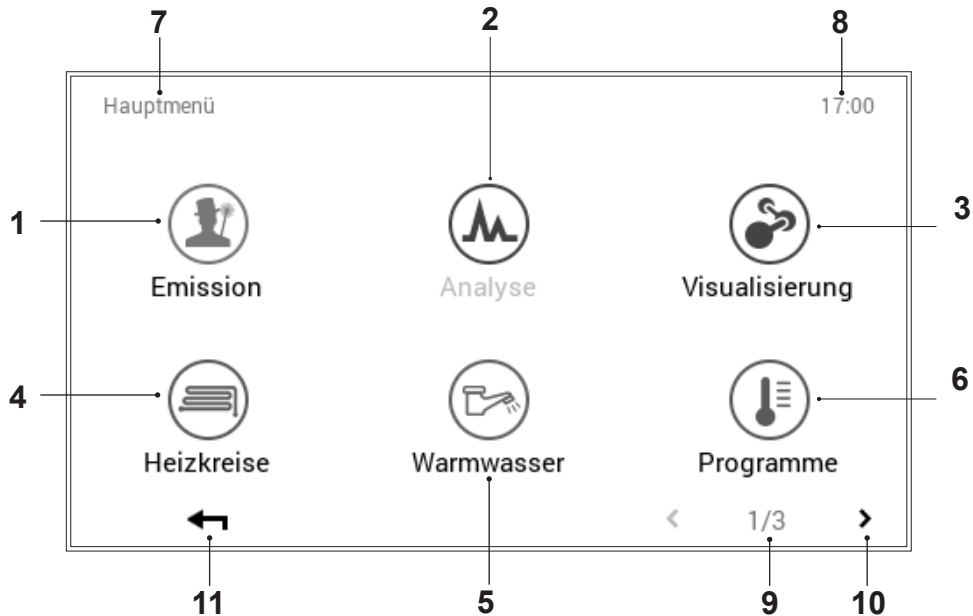 7 2 8
Hauptmenü 17:00
1 3
Emission Analyse Visualisierung
4 6
Heizkreise Warmwasser Programme
< 1/3 >
11 5 9 10